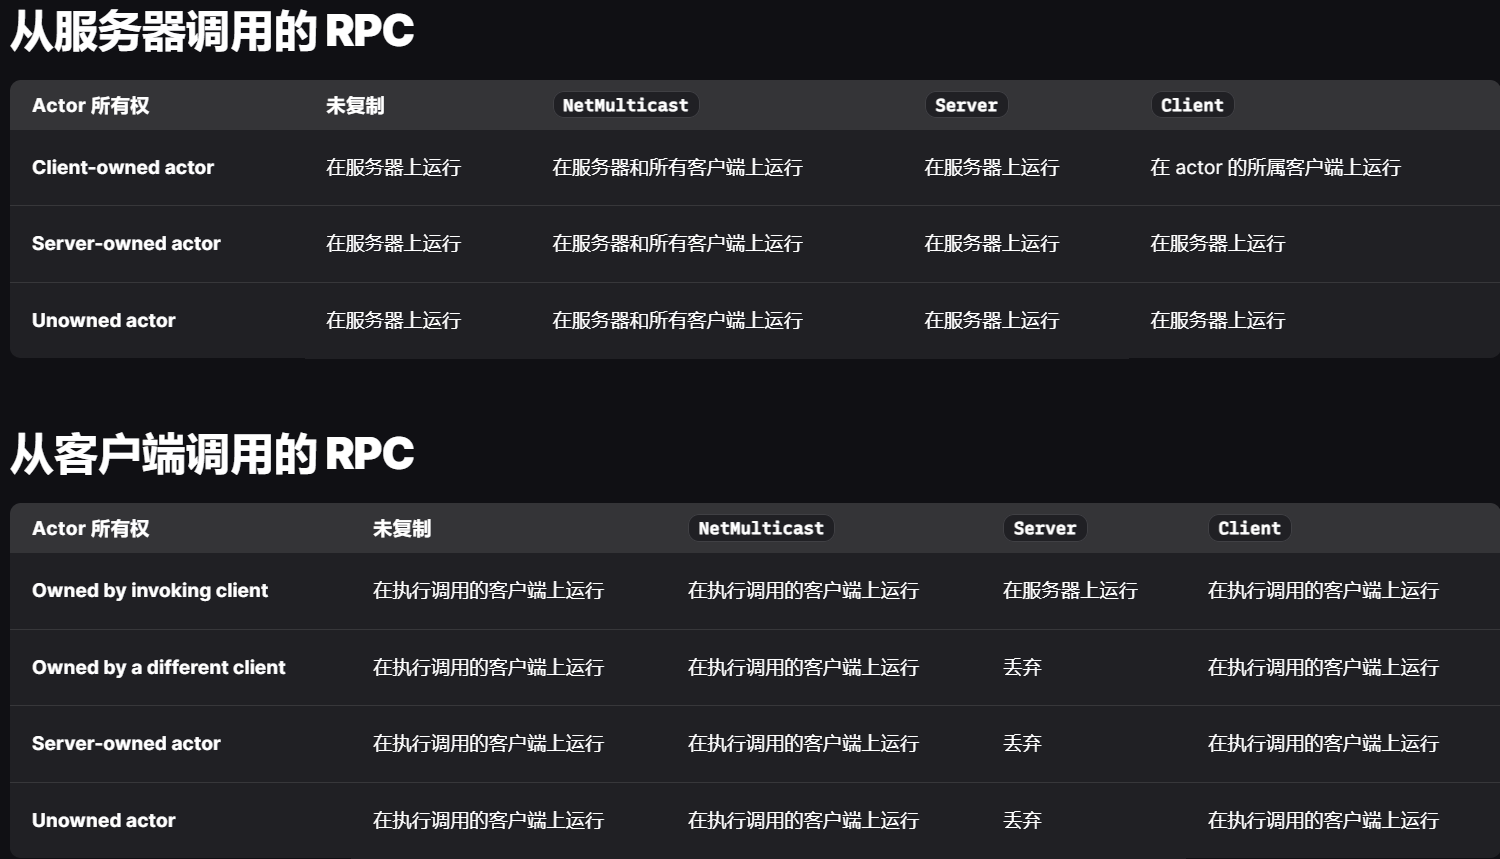 从服务器调用的 RPC
Actor 所有权 未复制 NetMulticast Server Client
Client-owned actor 在服务器上运行 在服务器和所有客户端上运行 在服务器上运行 在 actor 的所属客户端上运行
Server-owned actor 在服务器上运行 在服务器和所有客户端上运行 在服务器上运行 在服务器上运行
Unowned actor 在服务器上运行 在服务器和所有客户端上运行 在服务器上运行 在服务器上运行
从客户端调用的 RPC
Actor 所有权 未复制 NetMulticast Server Client
Owned by invoking client 在执行调用的客户端上运行 在执行调用的客户端上运行 在服务器上运行 在执行调用的客户端上运行
Owned by a different client 在执行调用的客户端上运行 在执行调用的客户端上运行 丢弃 在执行调用的客户端上运行
Server-owned actor 在执行调用的客户端上运行 在执行调用的客户端上运行 丢弃 在执行调用的客户端上运行
Unowned actor 在执行调用的客户端上运行 在执行调用的客户端上运行 丢弃 在执行调用的客户端上运行